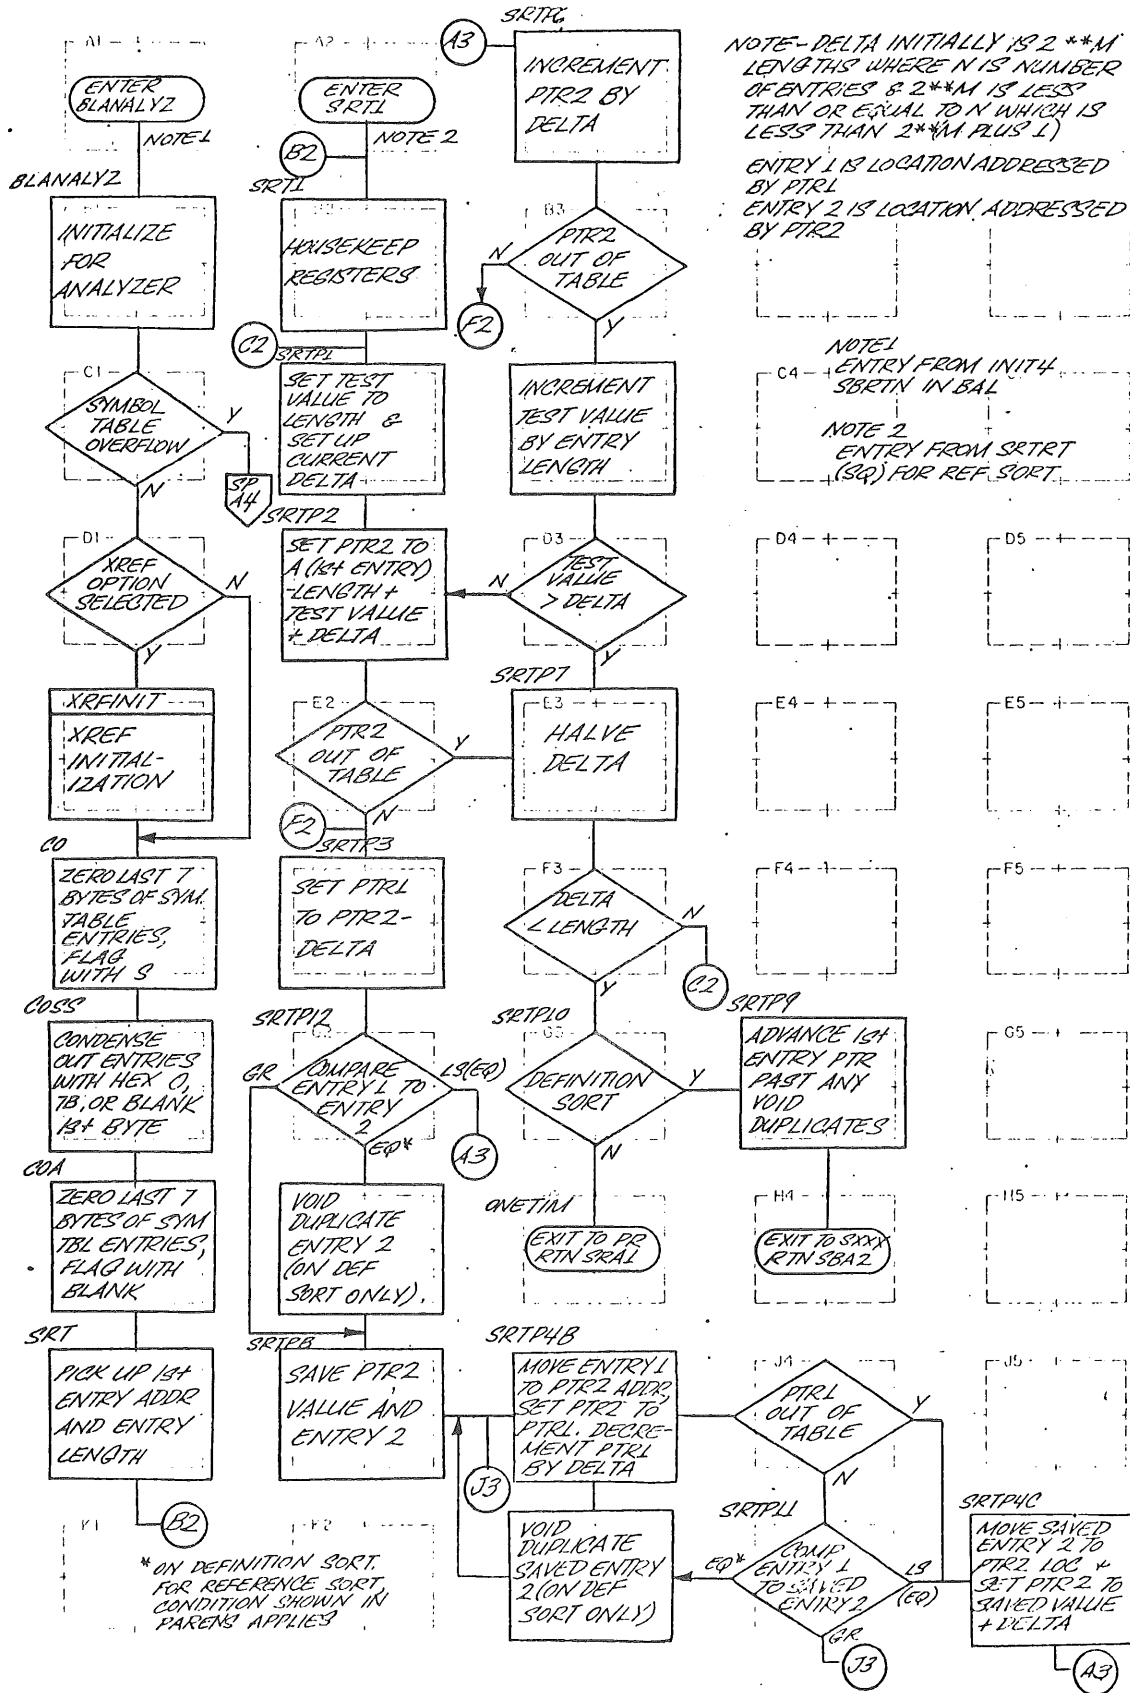 A1
ENTER
BLANALYZ
NOTE 1
BLANALYZ
INITIALIZE
FOR
ANALYZER
C1
SYMBOL
TABLE
OVERFLOW
Y
N
SP
A4
D1
XREF
OPTION
SELECTED
N
Y
XRFINIT
XREF
INITIAL-
IZATION
CO
ZERO LAST 7
BYTES OF SYM.
TABLE
ENTRIES,
FLAG
WITH S
COSS
CONDENSE
OUT ENTRIES
WITH HEX 0,
7B, OR BLANK
1st BYTE
COA
ZERO LAST 7
BYTES OF SYM
TBL ENTRIES,
FLAG WITH
BLANK
SRT
PICK UP 1st
ENTRY ADDR
AND ENTRY
LENGTH
B2
K1
* ON DEFINITION SORT.
FOR REFERENCE SORT,
CONDITION SHOWN IN
PARENS APPLIES
A2
ENTER
SRT1
NOTE 2
B2
SRT1
HOUSEKEEP
REGISTERS
C2
SRTP1
SET TEST
VALUE TO
LENGTH &
SET UP
CURRENT
DELTA
SRTP2
SET PTR2 TO
A (1st ENTRY)
-LENGTH +
TEST VALUE
+ DELTA
E2
PTR2
OUT OF
TABLE
Y
N
F2
SRTP3
SET PTR1
TO PTR2-
DELTA
SRTP12
GR
COMPARE
ENTRY 1 TO
ENTRY
2
LS(EQ)
EQ*
A3
VOID
DUPLICATE
ENTRY 2
(ON DEF
SORT ONLY).
SRTP8
SAVE PTR2
VALUE AND
ENTRY 2
K2
SRTP6
A3
INCREMENT
PTR2 BY
DELTA
B3
PTR2
OUT OF
TABLE
N
Y
F2
INCREMENT
TEST VALUE
BY ENTRY
LENGTH
D3
TEST
VALUE
> DELTA
N
Y
SRTP7
E3
HALVE
DELTA
F3
DELTA
< LENGTH
N
Y
C2
SRTP10
G3
DEFINITION
SORT
Y
N
ONETIM
EXIT TO PR
RTN SRA1
SRTP9
ADVANCE 1st
ENTRY PTR
PAST ANY
VOID
DUPLICATES
H4
EXIT TO SXXX
RTN SBA2
SRTP4B
MOVE ENTRY 1
TO PTR2 ADDR,
SET PTR2 TO
PTR1. DECRE-
MENT PTR1
BY DELTA
J3
VOID
DUPLICATE
SAVED ENTRY
2 (ON DEF
SORT ONLY)
J4
PTR1
OUT OF
TABLE
Y
N
SRTP11
EQ*
COMP
ENTRY 1
TO SAVED
ENTRY 2
LS
(EQ)
GR
J3
SRTP4C
MOVE SAVED
ENTRY 2 TO
PTR2 LOC +
SET PTR2 TO
SAVED VALUE
+ DELTA
A3
NOTE - DELTA INITIALLY IS 2 **M
LENGTHS WHERE N IS NUMBER
OF ENTRIES & 2**M IS LESS
THAN OR EQUAL TO N WHICH IS
LESS THAN 2**(M PLUS 1)
ENTRY 1 IS LOCATION ADDRESSED
BY PTR1
ENTRY 2 IS LOCATION ADDRESSED
BY PTR2
C4
NOTE 1
ENTRY FROM INIT4
SBRTN IN BAL
NOTE 2
ENTRY FROM SRTRT
(SQ) FOR REF SORT
D4
D5
E4
E5
F4
F5
G5
H5
J5